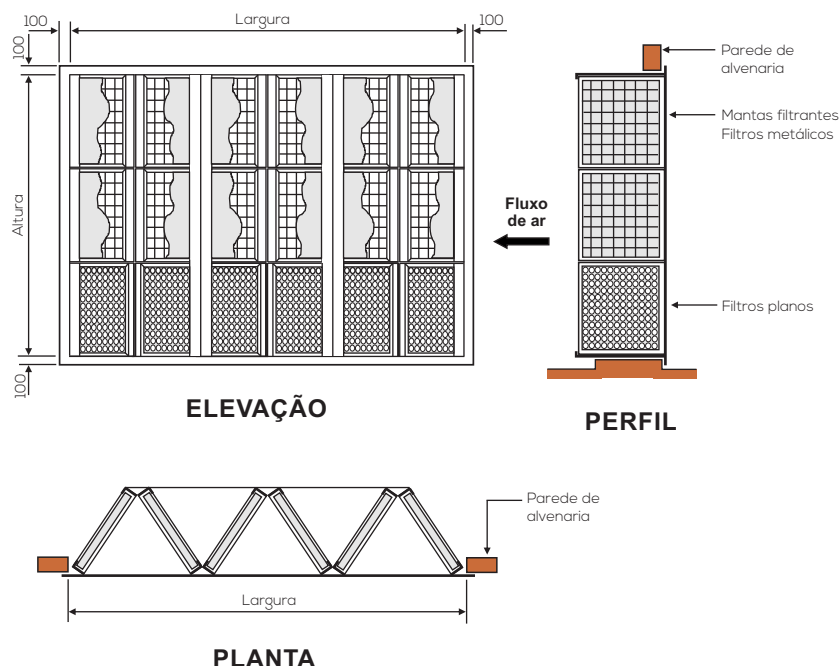 100
Largura
100
100
Altura
100
Fluxo
de ar
Parede de
alvenaria
Mantas filtrantes
Filtros metálicos
Filtros planos
ELEVAÇÃO
PERFIL
Parede de
alvenaria
Largura
PLANTA